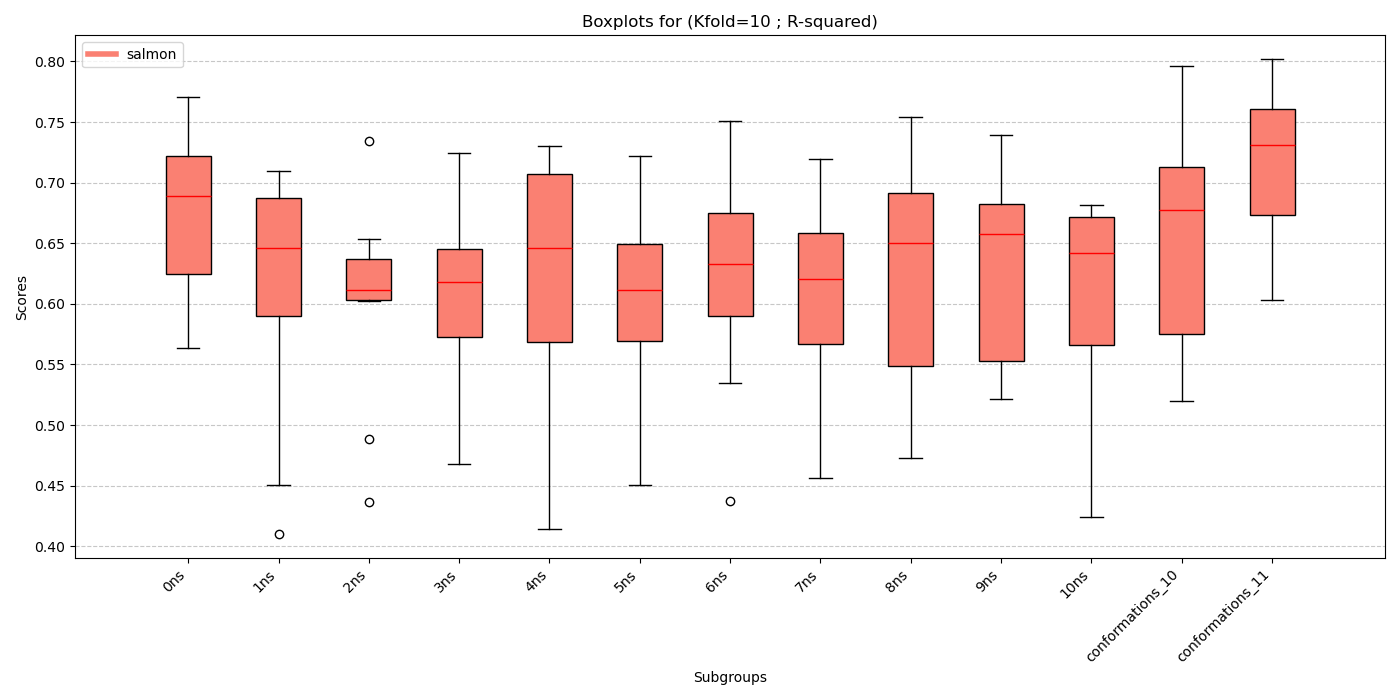 Boxplots for (Kfold=10 ; R-squared)
salmon
Scores
0.80
0.75
0.70
0.65
0.60
0.55
0.50
0.45
0.40
0ns
1ns
2ns
3ns
4ns
5ns
6ns
7ns
8ns
9ns
10ns
conformations_10
conformations_11
Subgroups